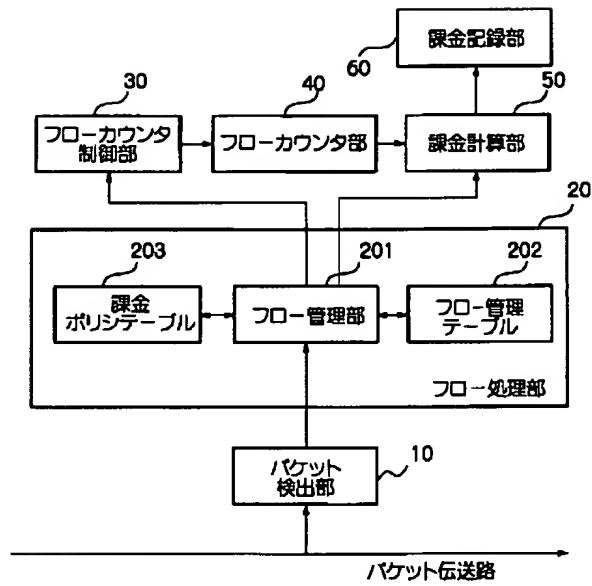 課金記録部
60
30
40
50
フローカウンタ
制御部
フローカウンタ部
課金計算部
20
203
201
202
課金
ポリシテーブル
フロー管理部
フロー管理
テーブル
フロー処理部
10
パケット
検出部
パケット伝送路